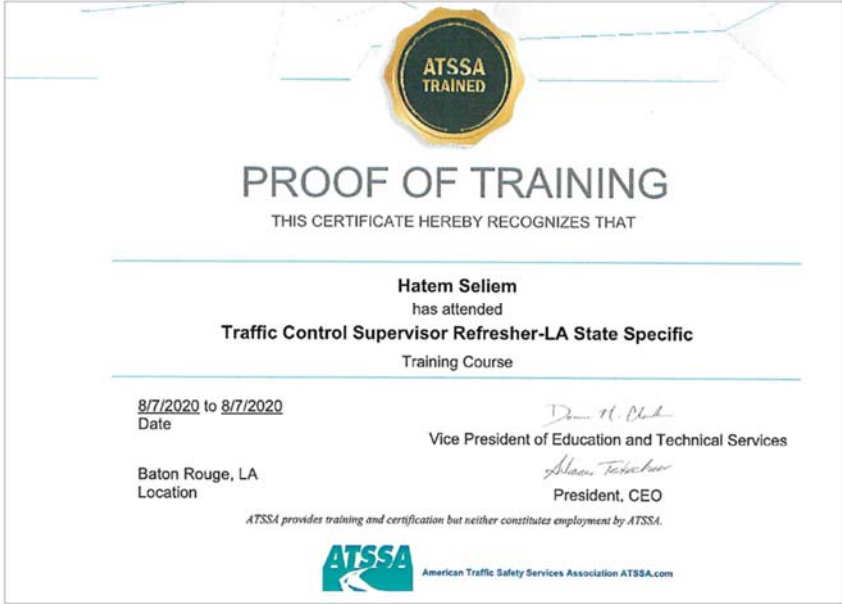 ATSSA
TRAINED
PROOF OF TRAINING
THIS CERTIFICATE HEREBY RECOGNIZES THAT
Hatem Seliem
has attended
Traffic Control Supervisor Refresher-LA State Specific
Training Course
8/7/2020 to 8/7/2020
Date
Vice President of Education and Technical Services
Baton Rouge, LA
Location
President, CEO
ATSSA provides training and certification but neither constitutes employment by ATSSA.
ATSSA
American Traffic Safety Services Association ATSSA.com